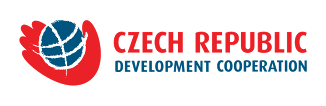 CZECH REPUBLIC
DEVELOPMENT COOPERATION